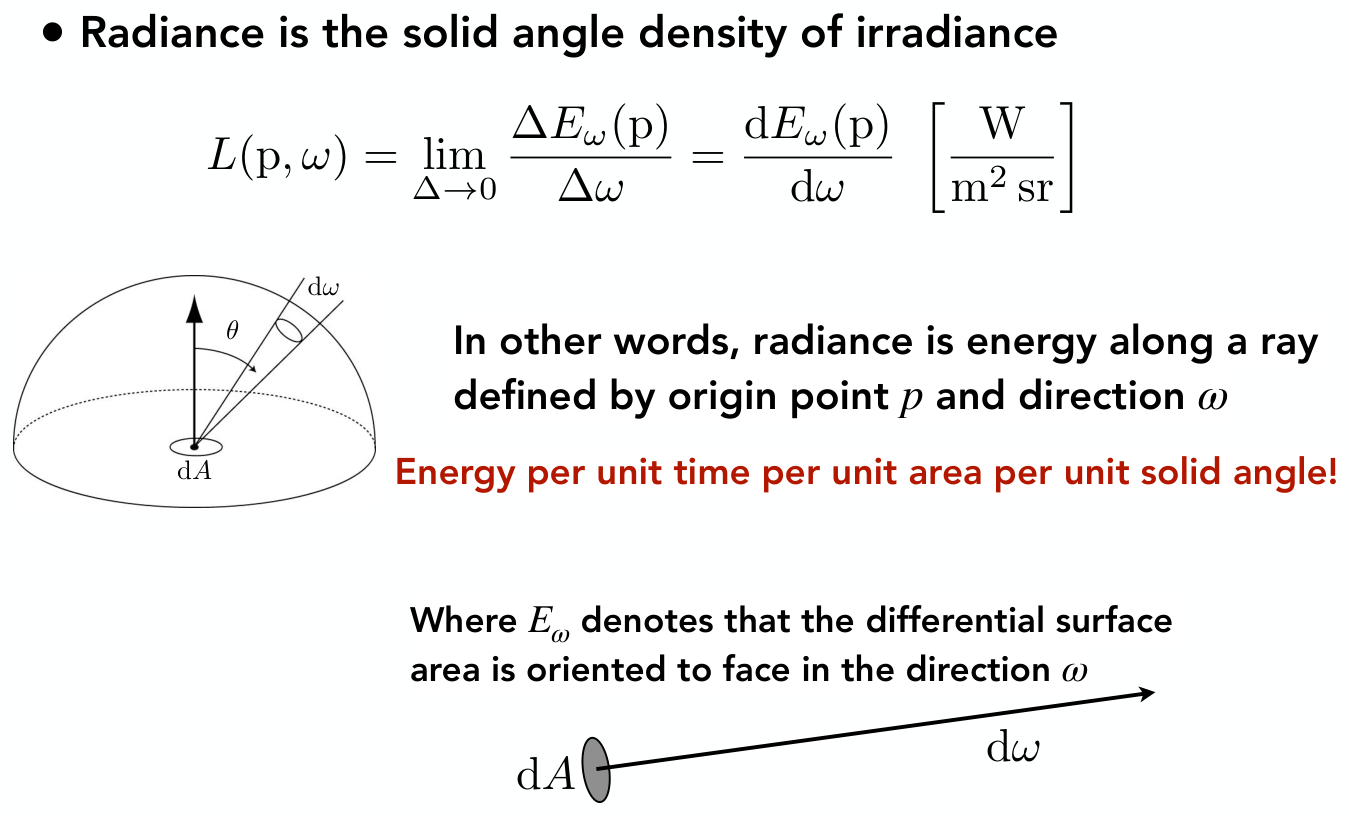 • Radiance is the solid angle density of irradiance
L(p, ω) = lim Δ→0 ΔE_ω(p) / Δω = dE_ω(p) / dω [W / m² sr]
dω
θ
dA
In other words, radiance is energy along a ray
defined by origin point p and direction ω
Energy per unit time per unit area per unit solid angle!
Where E_ω denotes that the differential surface
area is oriented to face in the direction ω
dω
dA